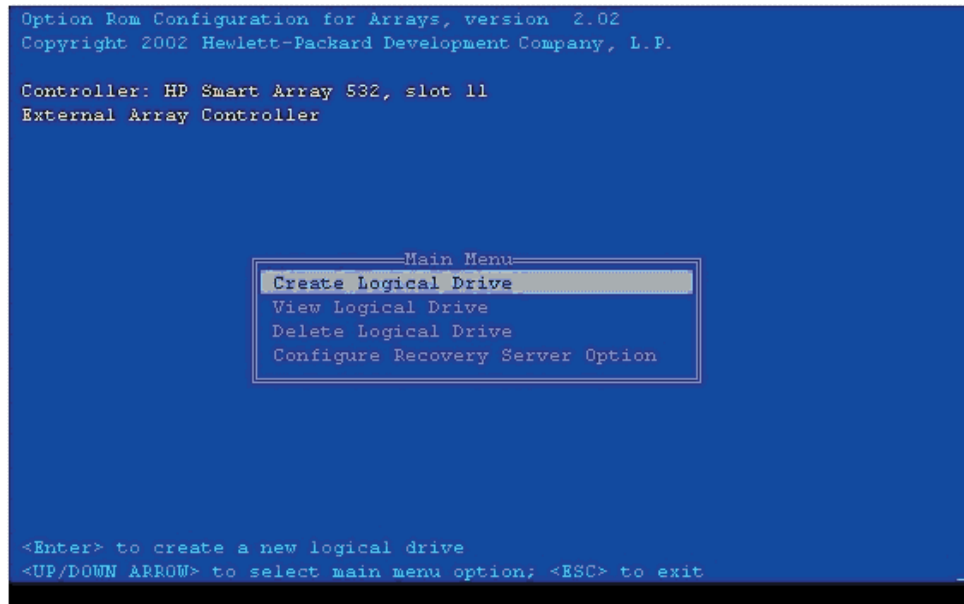 Option Rom Configuration for Arrays, version 2.02
Copyright 2002 Hewlett-Packard Development Company, L.P.
Controller: HP Smart Array 532, slot 11
External Array Controller
Main Menu
Create Logical Drive
View Logical Drive
Delete Logical Drive
Configure Recovery Server Option
<Enter> to create a new logical drive
<UP/DOWN ARROW> to select main menu option; <ESC> to exit